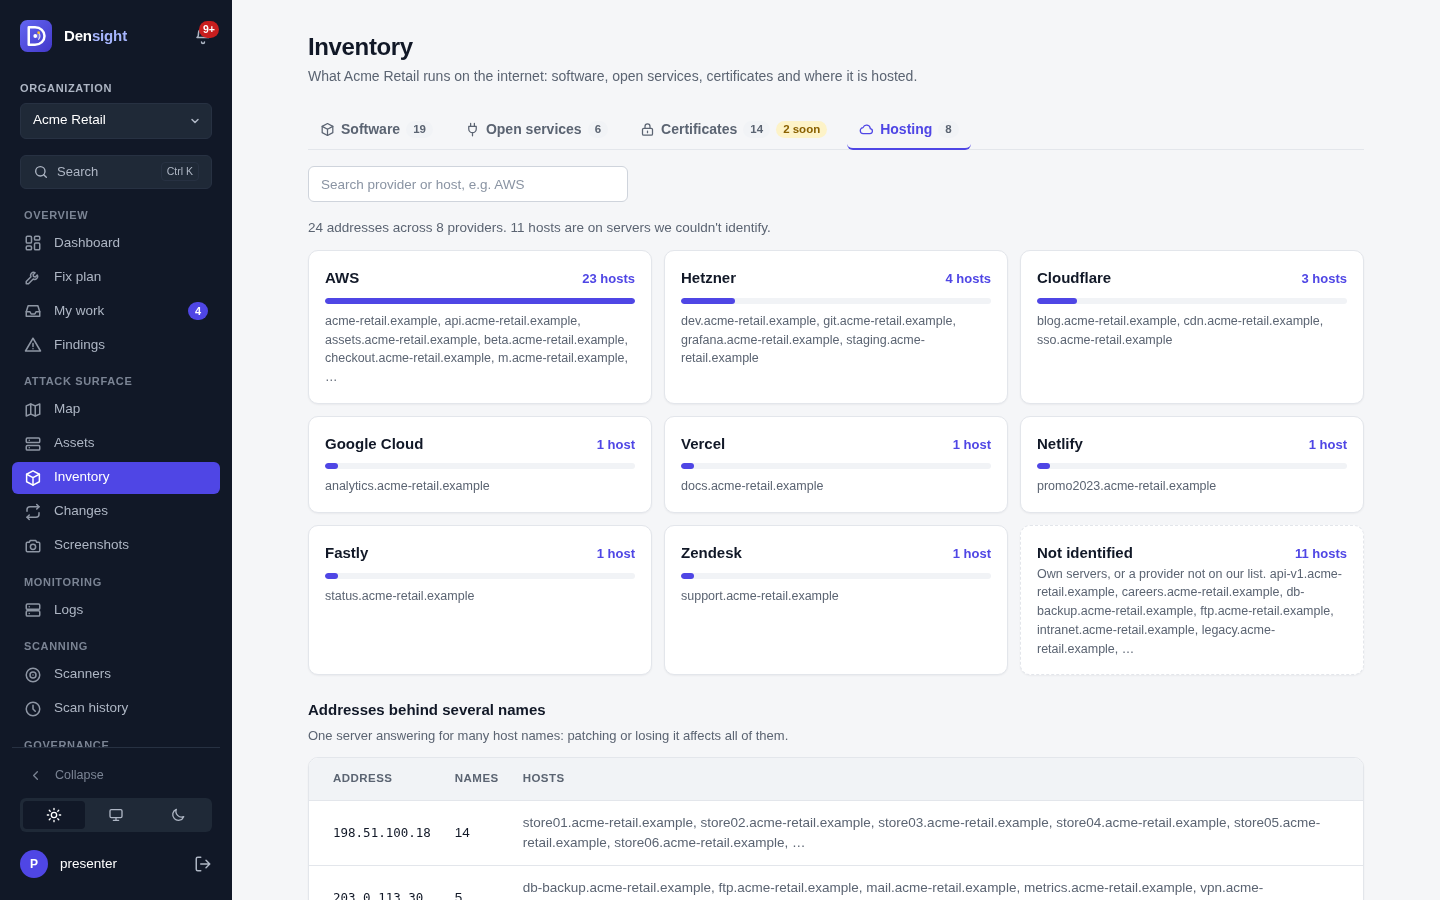 Densight
9+
ORGANIZATION
Acme Retail
Search Ctrl K
OVERVIEW
Dashboard
Fix plan
My work 4
Findings
ATTACK SURFACE
Map
Assets
Inventory
Changes
Screenshots
MONITORING
Logs
SCANNING
Scanners
Scan history
GOVERNANCE
Collapse
P presenter
Inventory
What Acme Retail runs on the internet: software, open services, certificates and where it is hosted.
Software 19 Open services 6 Certificates 14 2 soon Hosting 8
Search provider or host, e.g. AWS
24 addresses across 8 providers. 11 hosts are on servers we couldn't identify.
AWS 23 hosts
acme-retail.example, api.acme-retail.example,
assets.acme-retail.example, beta.acme-retail.example,
checkout.acme-retail.example, m.acme-retail.example,
…
Hetzner 4 hosts
dev.acme-retail.example, git.acme-retail.example,
grafana.acme-retail.example, staging.acme-
retail.example
Cloudflare 3 hosts
blog.acme-retail.example, cdn.acme-retail.example,
sso.acme-retail.example
Google Cloud 1 host
analytics.acme-retail.example
Vercel 1 host
docs.acme-retail.example
Netlify 1 host
promo2023.acme-retail.example
Fastly 1 host
status.acme-retail.example
Zendesk 1 host
support.acme-retail.example
Not identified 11 hosts
Own servers, or a provider not on our list. api-v1.acme-
retail.example, careers.acme-retail.example, db-
backup.acme-retail.example, ftp.acme-retail.example,
intranet.acme-retail.example, legacy.acme-
retail.example, …
Addresses behind several names
One server answering for many host names: patching or losing it affects all of them.
ADDRESS NAMES HOSTS
198.51.100.18 14 store01.acme-retail.example, store02.acme-retail.example, store03.acme-retail.example, store04.acme-retail.example, store05.acme-
retail.example, store06.acme-retail.example, …
203.0.113.30 5 db-backup.acme-retail.example, ftp.acme-retail.example, mail.acme-retail.example, metrics.acme-retail.example, vpn.acme-